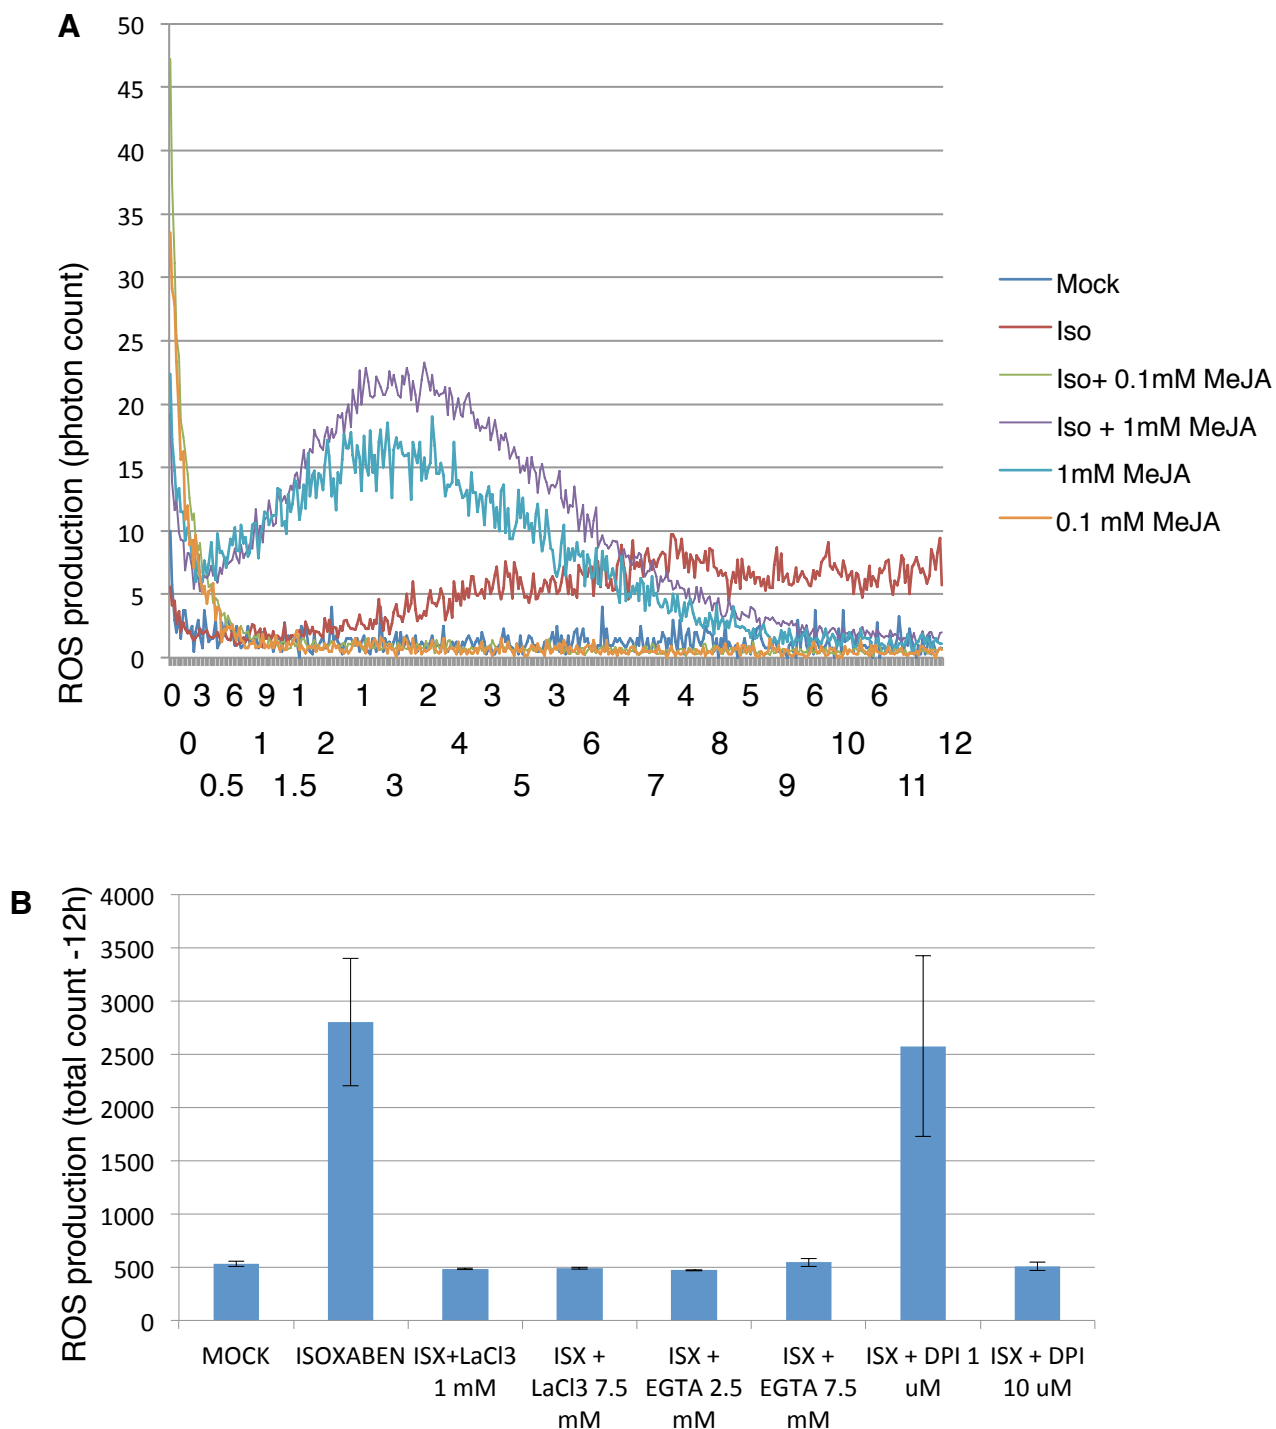 A
50
45
40
35
30
25
20
15
10
5
0
ROS production (photon count)
Mock
Iso
Iso+ 0.1mM MeJA
Iso + 1mM MeJA
1mM MeJA
0.1 mM MeJA
0 3 6 9 1 1 2 3 3 4 4 5 6 6
0 1 2 4 6 8 10 12
0.5 1.5 3 5 7 9 11
B
4000
3500
3000
2500
2000
1500
1000
500
0
ROS production (total count -12h)
MOCK
ISOXABEN
ISX+LaCl3
1 mM
ISX +
LaCl3 7.5
mM
ISX +
EGTA 2.5
mM
ISX +
EGTA 7.5
mM
ISX + DPI 1
uM
ISX + DPI
10 uM